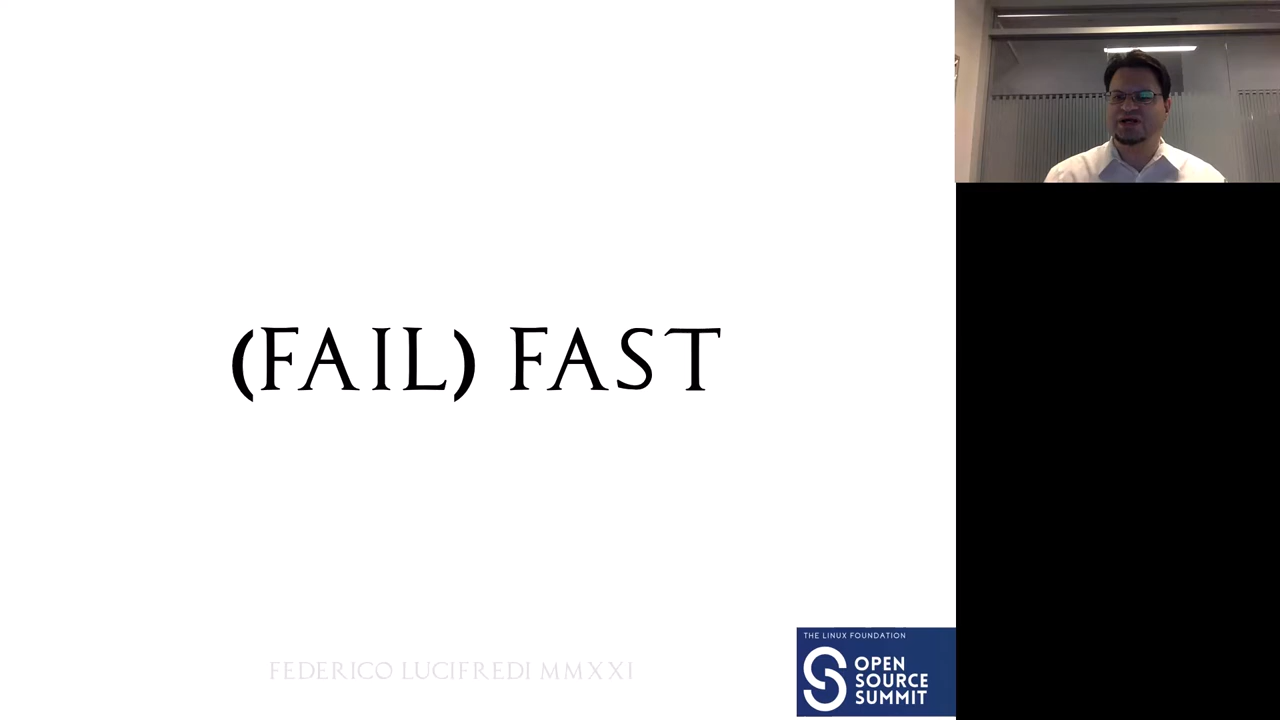 (FAIL) FAST
FEDERICO LUCIFREDI MMXXI
THE LINUX FOUNDATION
OPEN
SOURCE
SUMMIT